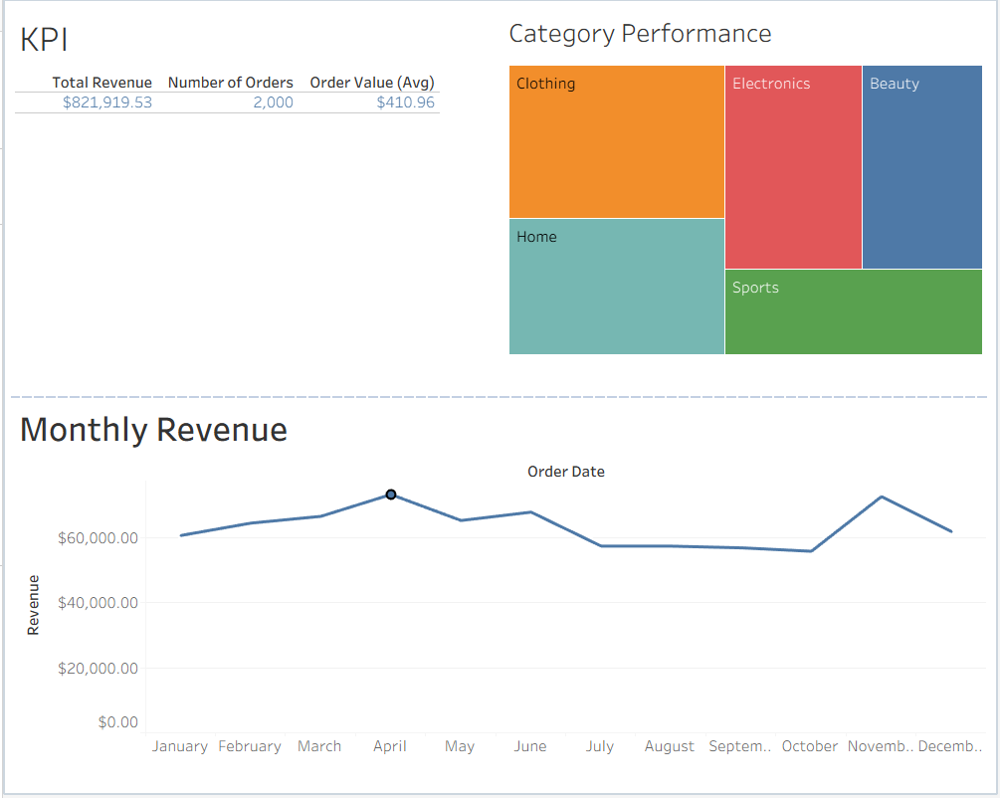 KPI
Total Revenue Number of Orders Order Value (Avg)
$821,919.53 2,000 $410.96
Category Performance
Clothing
Home
Electronics
Beauty
Sports
Monthly Revenue
Order Date
Revenue
$60,000.00
$40,000.00
$20,000.00
$0.00
January February March April May June July August Septem.. October Novemb.. Decemb..